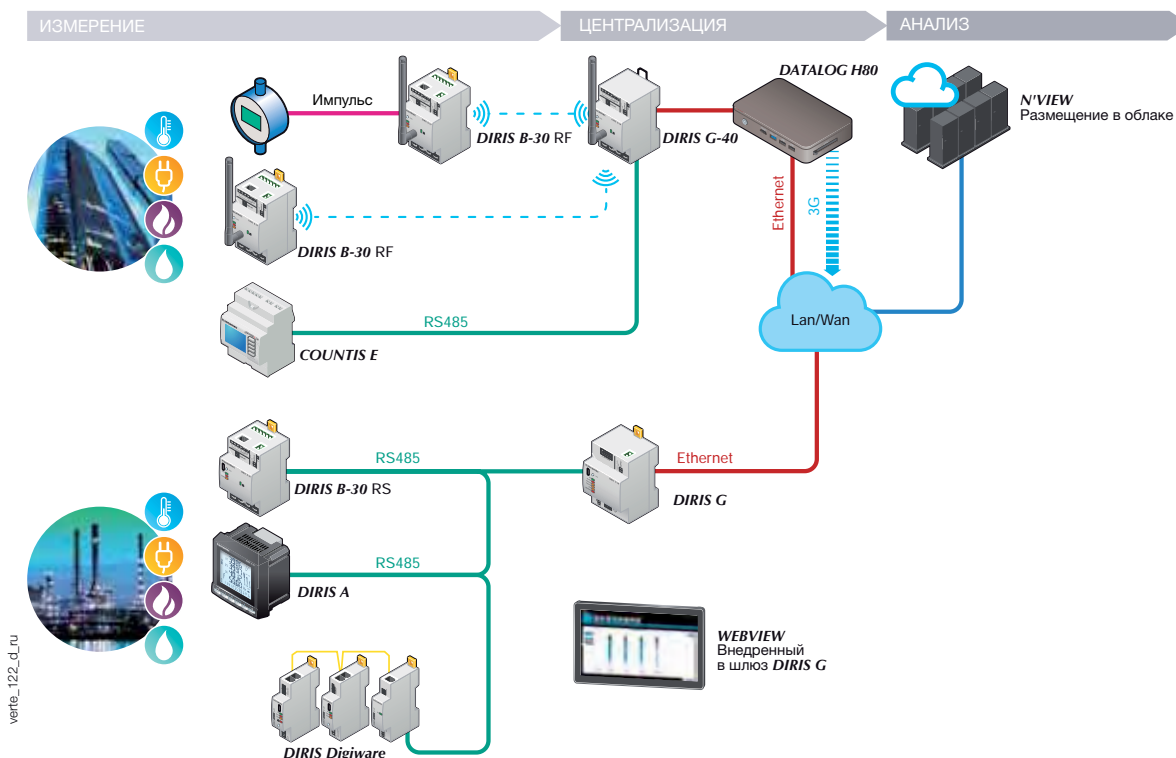 ИЗМЕРЕНИЕ
ЦЕНТРАЛИЗАЦИЯ
АНАЛИЗ
Импульс
DIRIS B-30 RF
DIRIS G-40
DATALOG H80
N'VIEW
Размещение в облаке
DIRIS B-30 RF
Ethernet
3G
RS485
COUNTIS E
Lan/Wan
RS485
DIRIS B-30 RS
Ethernet
DIRIS G
RS485
DIRIS A
WEBVIEW
Внедренный
в шлюз DIRIS G
DIRIS Digiware
verte_122_d_ru